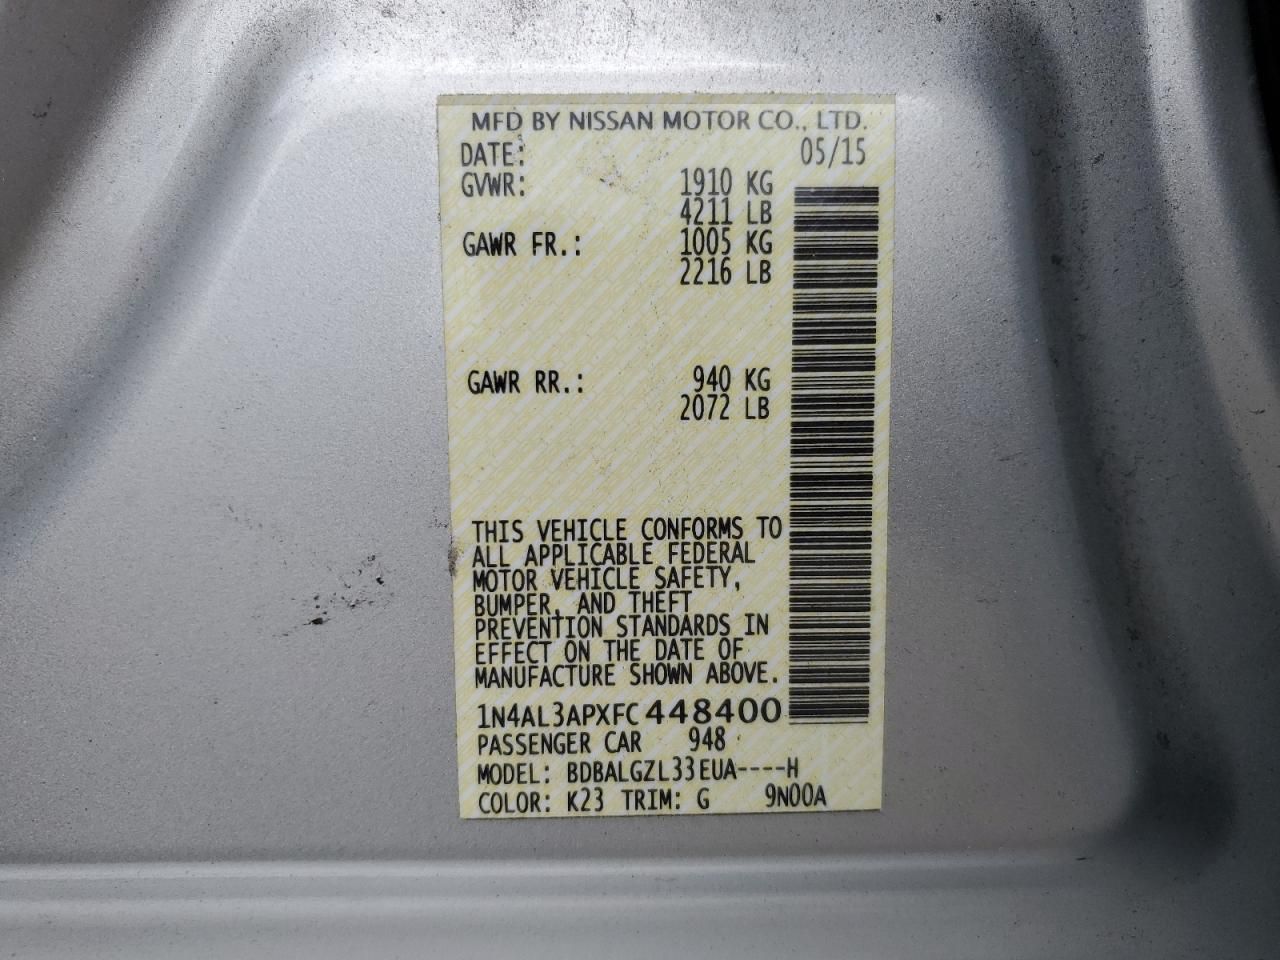 MFD BY NISSAN MOTOR CO., LTD.
DATE: 05/15
GVWR: 1910 KG
4211 LB
GAWR FR.: 1005 KG
2216 LB
GAWR RR.: 940 KG
2072 LB
THIS VEHICLE CONFORMS TO
ALL APPLICABLE FEDERAL
MOTOR VEHICLE SAFETY,
BUMPER, AND THEFT
PREVENTION STANDARDS IN
EFFECT ON THE DATE OF
MANUFACTURE SHOWN ABOVE.
1N4AL3APXFC448400
PASSENGER CAR 948
MODEL: BDBALGZL33EUA----H
COLOR: K23 TRIM: G 9N00A